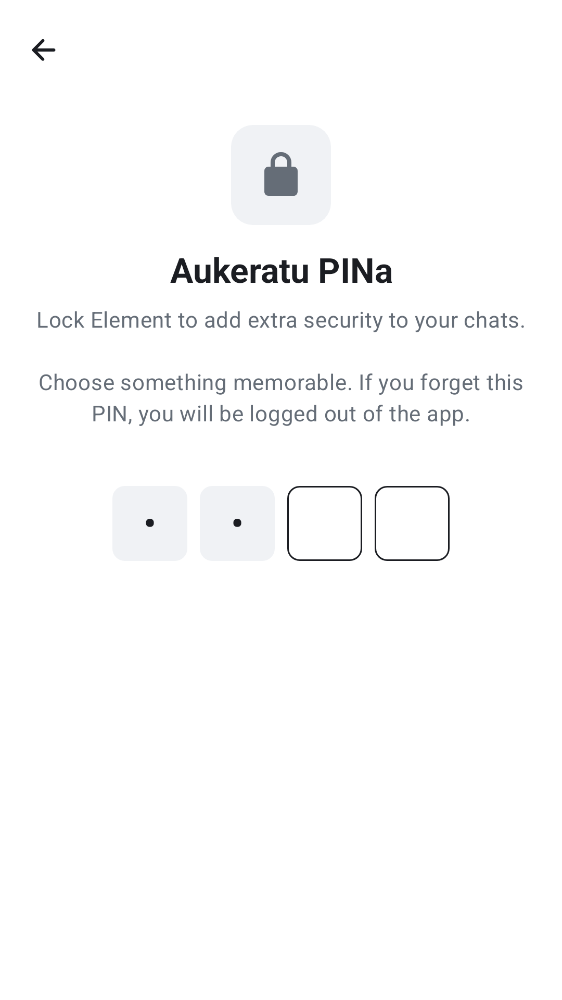 Aukeratu PINa
Lock Element to add extra security to your chats.
Choose something memorable. If you forget this
PIN, you will be logged out of the app.